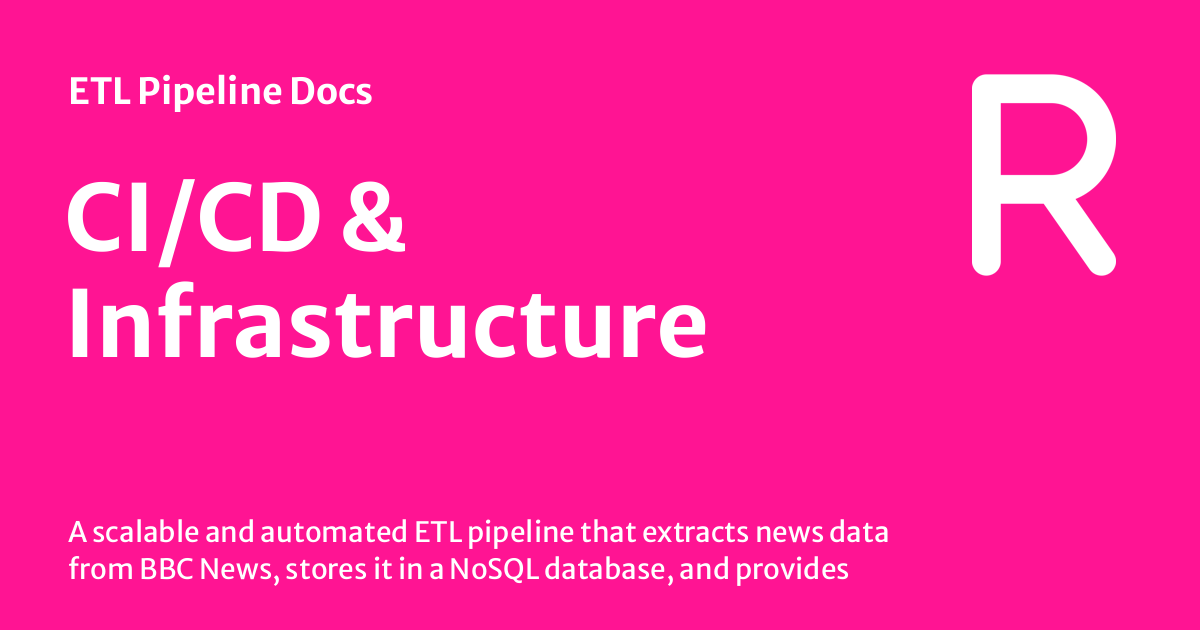 ETL Pipeline Docs
R
CI/CD &
Infrastructure
A scalable and automated ETL pipeline that extracts news data
from BBC News, stores it in a NoSQL database, and provides